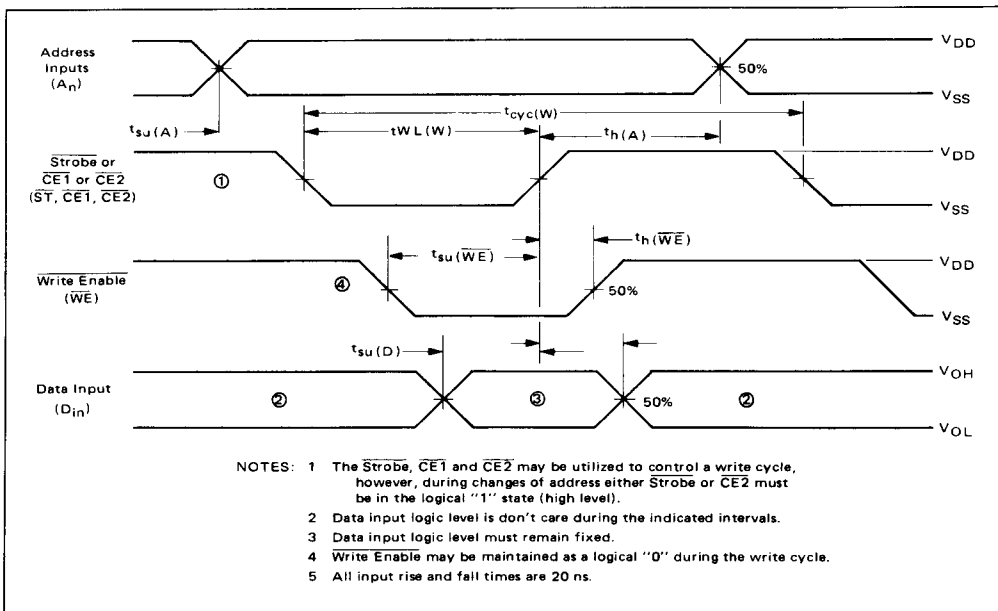 Address
Inputs
(An)
VDD
50%
VSS
tcyc(W)
tsu(A)
tWL(W)
th(A)
Strobe or
CE1 or CE2
(ST, CE1, CE2)
①
VDD
VSS
tsu(WE)
th(WE)
Write Enable
(WE)
④
50%
VDD
VSS
tsu(D)
Data Input
(Din)
②
③
50%
②
VOH
VOL
NOTES: 1 The Strobe, CE1 and CE2 may be utilized to control a write cycle,
however, during changes of address either Strobe or CE2 must
be in the logical "1" state (high level).
2 Data input logic level is don't care during the indicated intervals.
3 Data input logic level must remain fixed.
4 Write Enable may be maintained as a logical "0" during the write cycle.
5 All input rise and fall times are 20 ns.